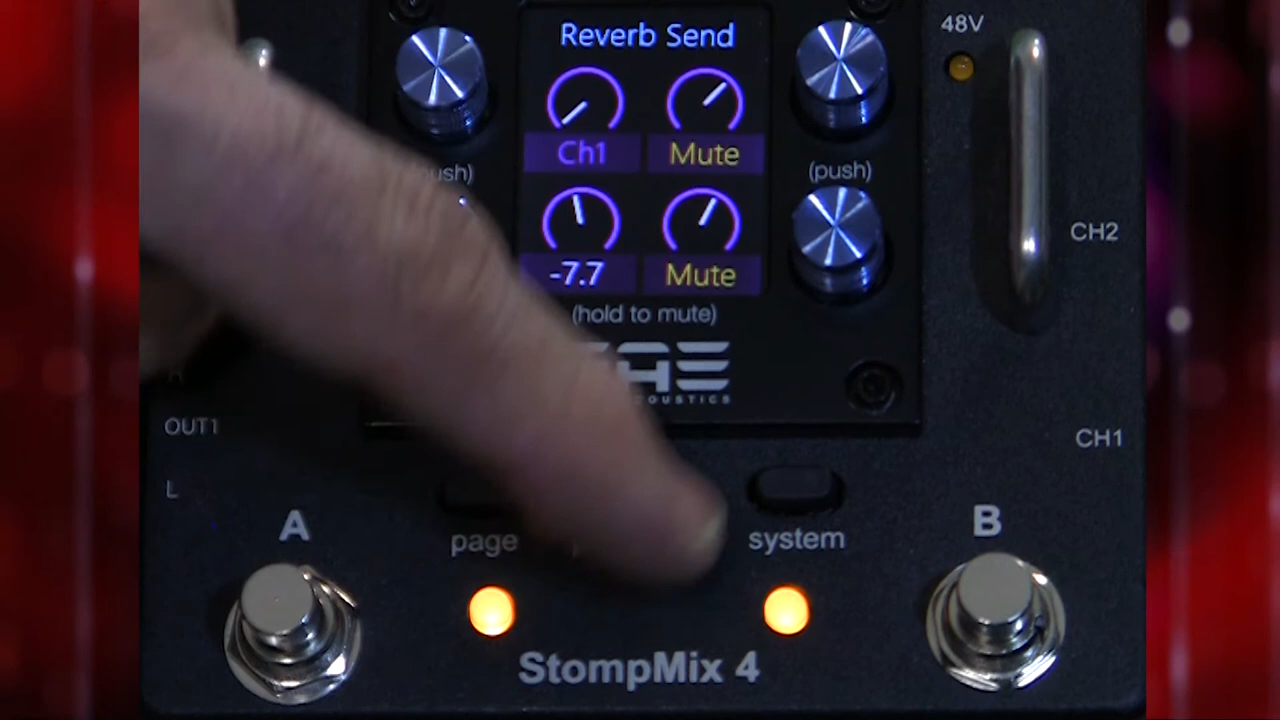 Reverb Send
48V
Ch1 Mute
(push)
-7.7 Mute
CH2
(hold to mute)
OUT1
CH1
L
A
B
page
system
StompMix 4